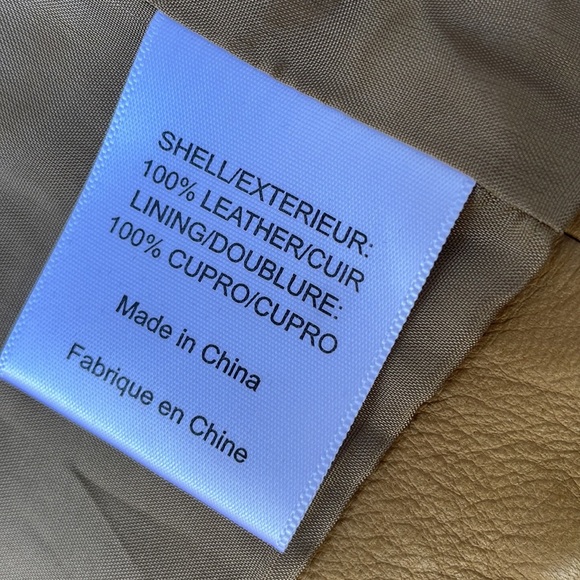 SHELL/EXTERIEUR:
100% LEATHER/CUIR
LINING/DOUBLURE:
100% CUPRO/CUPRO
Made in China
Fabrique en Chine